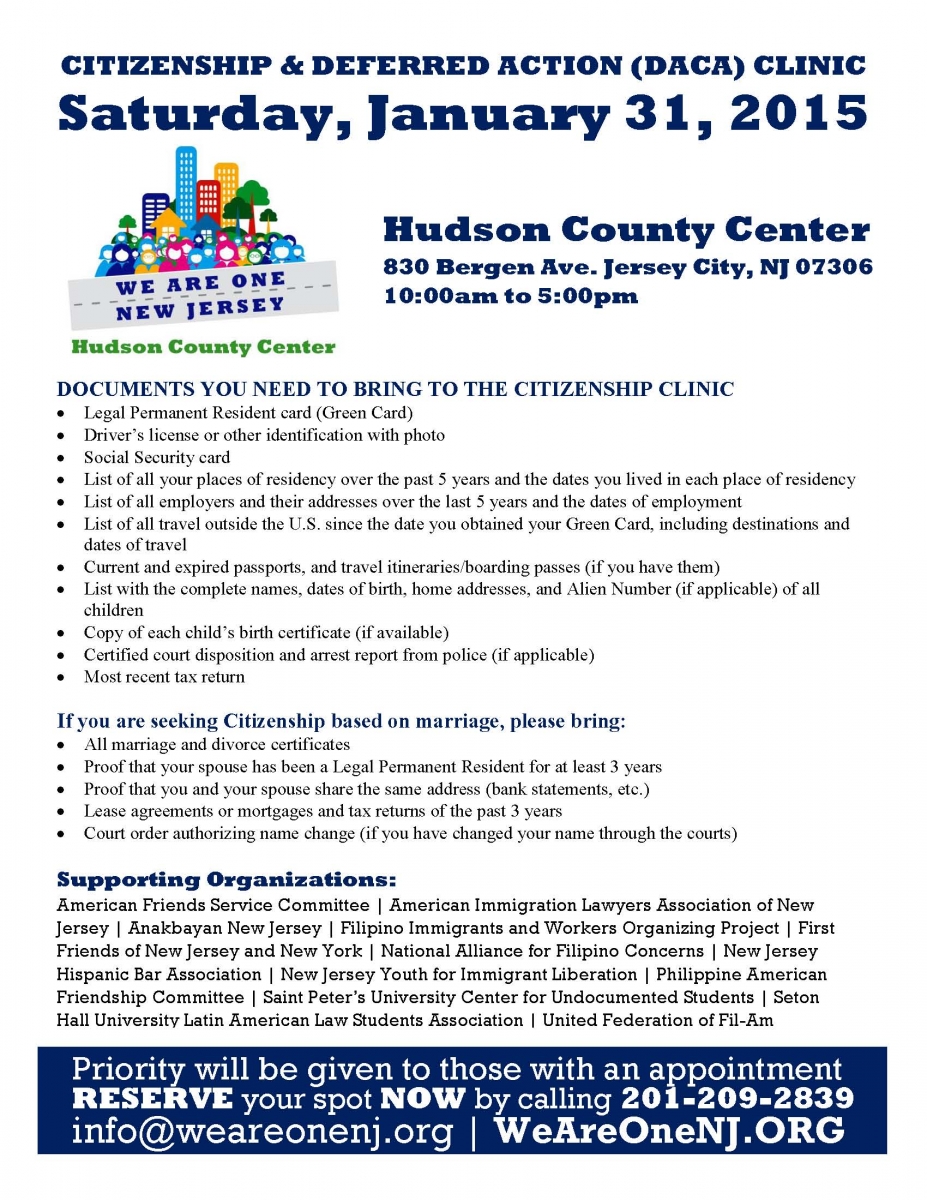 CITIZENSHIP & DEFERRED ACTION (DACA) CLINIC
Saturday, January 31, 2015
WE ARE ONE
NEW JERSEY
Hudson County Center
Hudson County Center
830 Bergen Ave. Jersey City, NJ 07306
10:00am to 5:00pm
DOCUMENTS YOU NEED TO BRING TO THE CITIZENSHIP CLINIC
• Legal Permanent Resident card (Green Card)
• Driver’s license or other identification with photo
• Social Security card
• List of all your places of residency over the past 5 years and the dates you lived in each place of residency
• List of all employers and their addresses over the last 5 years and the dates of employment
• List of all travel outside the U.S. since the date you obtained your Green Card, including destinations and
dates of travel
• Current and expired passports, and travel itineraries/boarding passes (if you have them)
• List with the complete names, dates of birth, home addresses, and Alien Number (if applicable) of all
children
• Copy of each child’s birth certificate (if available)
• Certified court disposition and arrest report from police (if applicable)
• Most recent tax return
If you are seeking Citizenship based on marriage, please bring:
• All marriage and divorce certificates
• Proof that your spouse has been a Legal Permanent Resident for at least 3 years
• Proof that you and your spouse share the same address (bank statements, etc.)
• Lease agreements or mortgages and tax returns of the past 3 years
• Court order authorizing name change (if you have changed your name through the courts)
Supporting Organizations:
American Friends Service Committee | American Immigration Lawyers Association of New
Jersey | Anakbayan New Jersey | Filipino Immigrants and Workers Organizing Project | First
Friends of New Jersey and New York | National Alliance for Filipino Concerns | New Jersey
Hispanic Bar Association | New Jersey Youth for Immigrant Liberation | Philippine American
Friendship Committee | Saint Peter’s University Center for Undocumented Students | Seton
Hall University Latin American Law Students Association | United Federation of Fil-Am
Priority will be given to those with an appointment
RESERVE your spot NOW by calling 201-209-2839
info@weareonenj.org | WeAreOneNJ.ORG